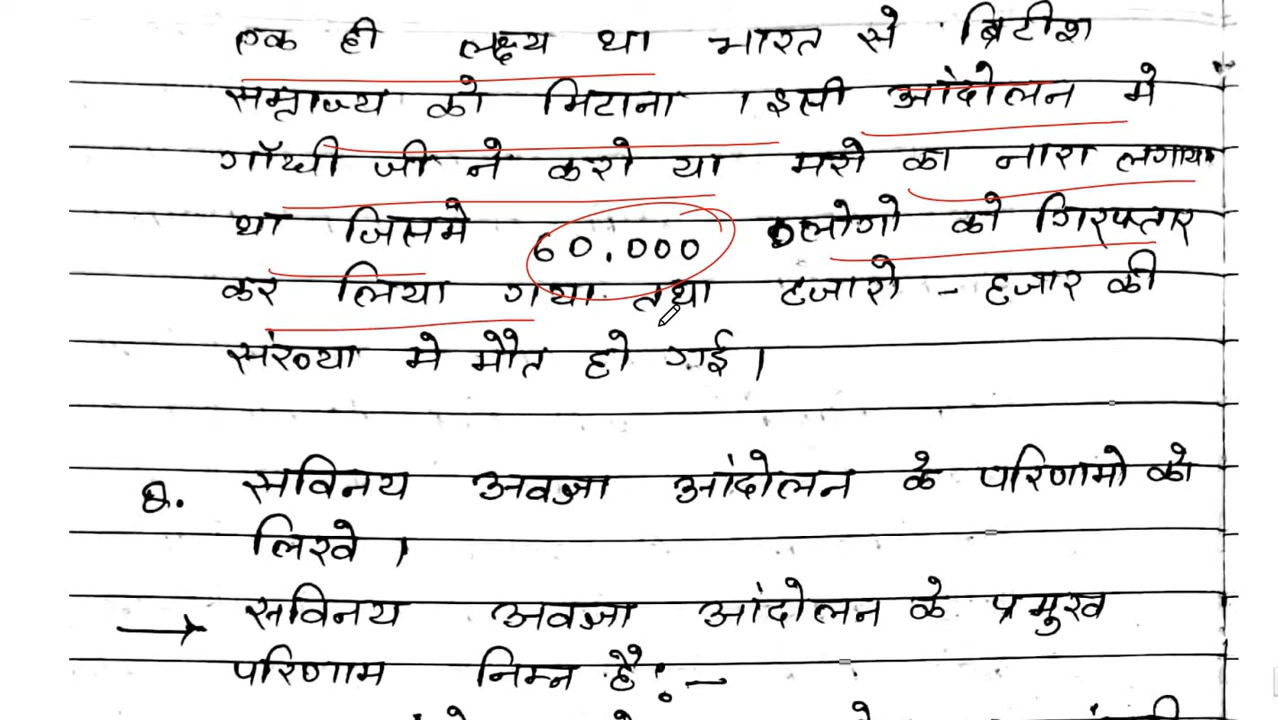 एक ही लक्ष्य था भारत से ब्रिटीश
सम्राज्य को मिटाना । इसी आंदोलन मे
गाँधी जी ने करो या मरो का नारा लगाया
था जिसमे 60.000 लोगो को गिरफ्तार
कर लिया गया तथा हजारो - हजार की
संख्या मे मौत हो गई।
8. सविनय अवज्ञा आंदोलन के परिणामो को
लिखे ।
→ सविनय अवज्ञा आंदोलन के प्रमुख
परिणाम निम्न है :-